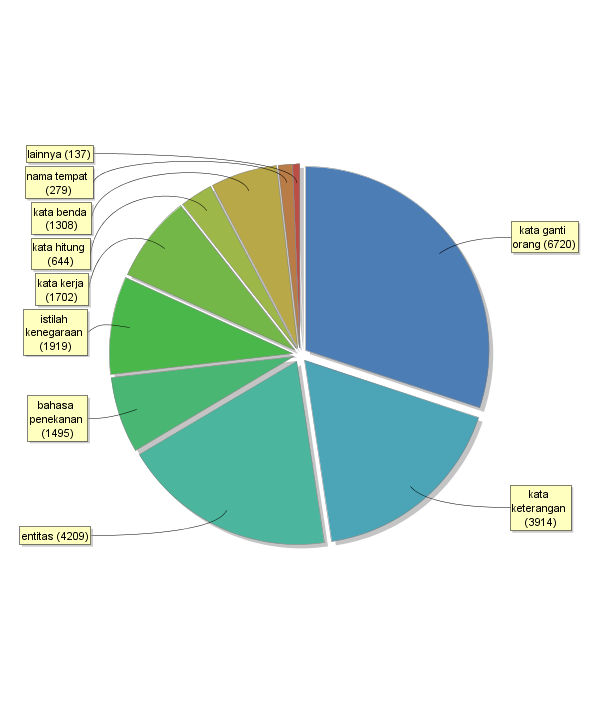 lainnya (137)
nama tempat
(279)
kata benda
(1308)
kata hitung
(644)
kata kerja
(1702)
istilah
kenegaraan
(1919)
bahasa
penekanan
(1495)
entitas (4209)
kata ganti
orang (6720)
kata
keterangan
(3914)